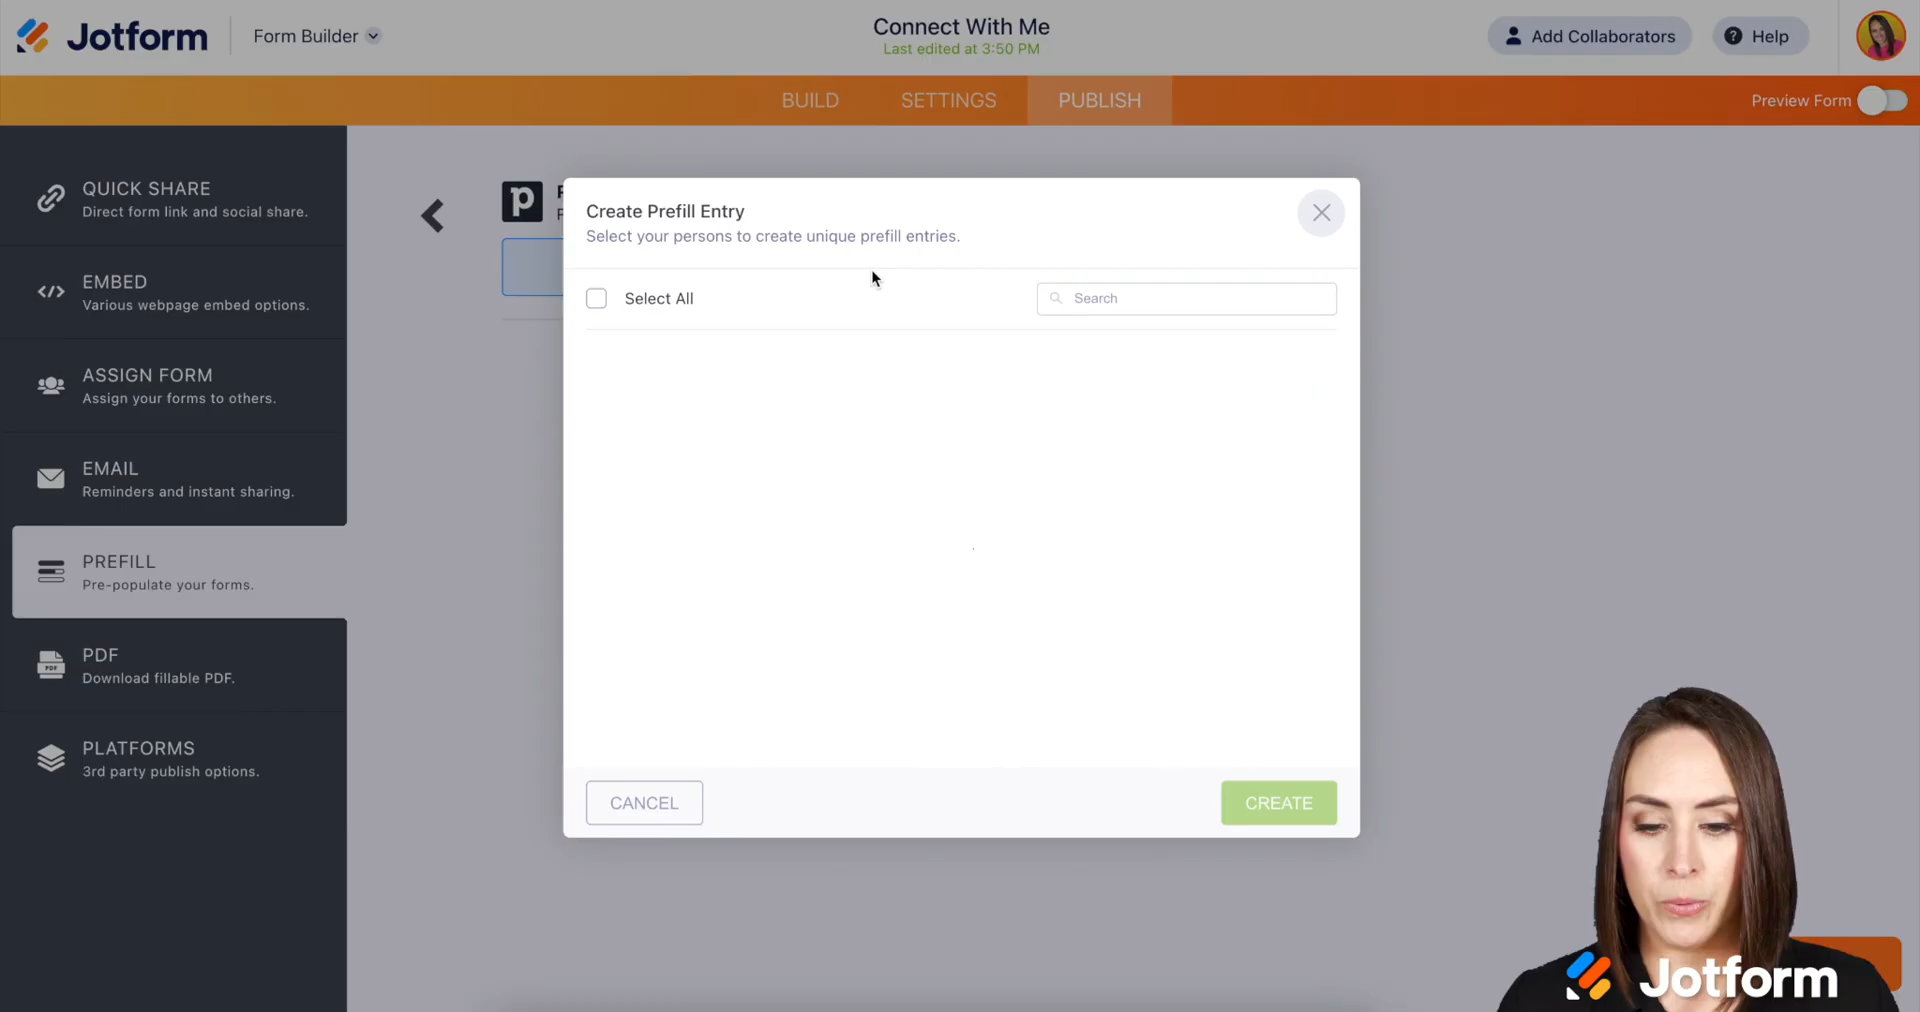 Jotform
Form Builder
Connect With Me
Last edited at 3:50 PM
Add Collaborators
Help
BUILD
SETTINGS
PUBLISH
Preview Form
QUICK SHARE
Direct form link and social share.
EMBED
Various webpage embed options.
ASSIGN FORM
Assign your forms to others.
EMAIL
Reminders and instant sharing.
PREFILL
Pre-populate your forms.
PDF
PDF
Download fillable PDF.
PLATFORMS
3rd party publish options.
p
Create Prefill Entry
Select your persons to create unique prefill entries.
Select All
Search
CANCEL
CREATE
Jotform